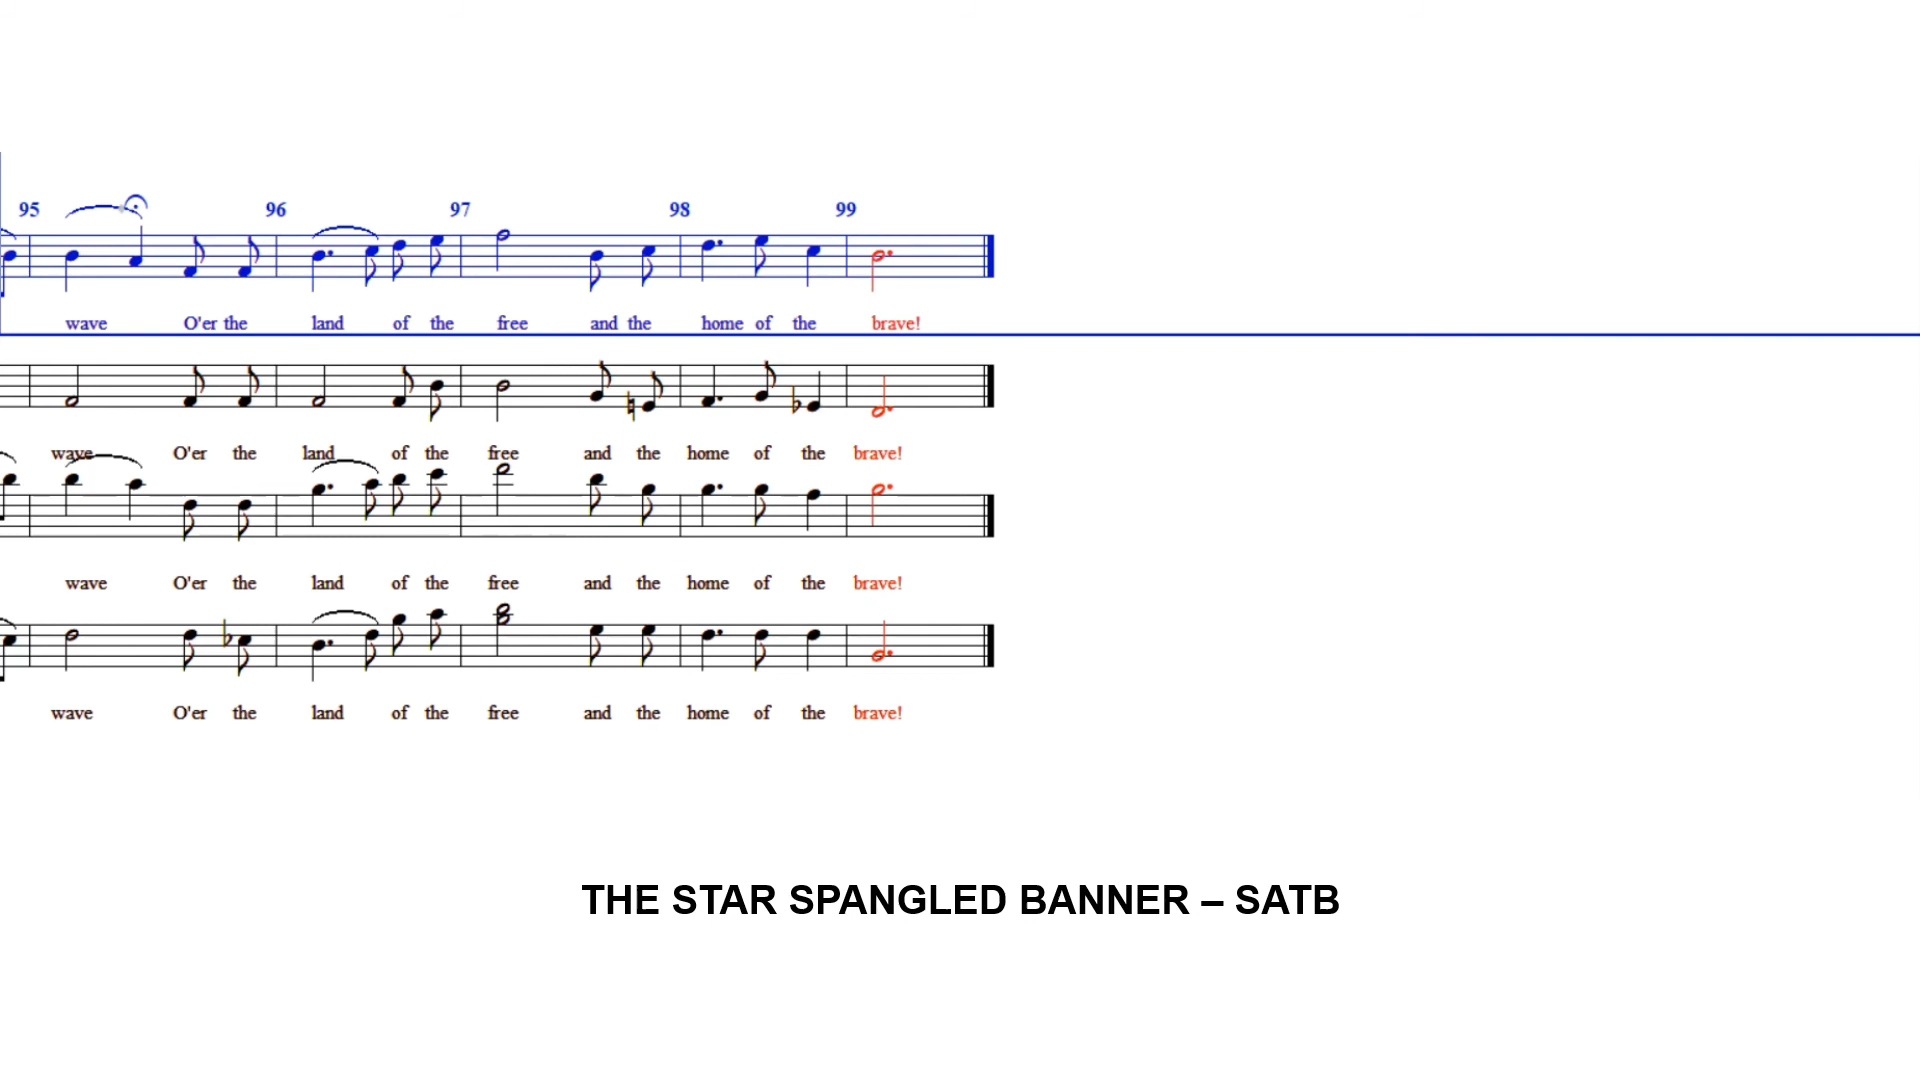 95 96 97 98 99
wave O'er the land of the free and the home of the brave!
wave O'er the land of the free and the home of the brave!
wave O'er the land of the free and the home of the brave!
wave O'er the land of the free and the home of the brave!
THE STAR SPANGLED BANNER – SATB